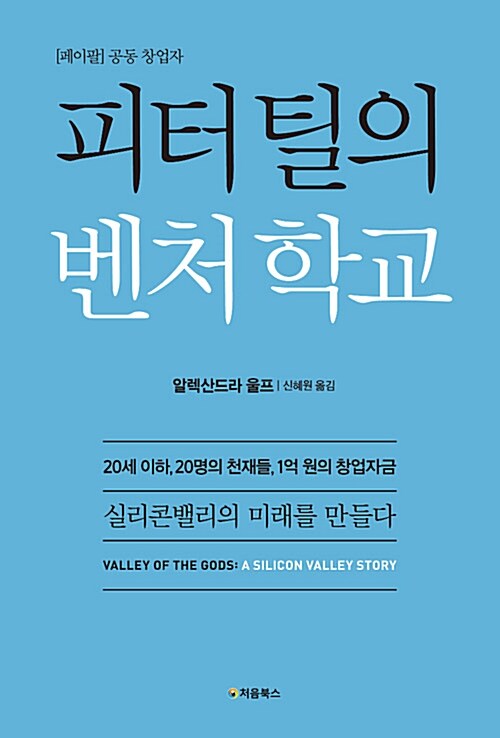 [페이팔] 공동 창업자
피터 틸의
벤처 학교
알렉산드라 울프 | 신혜원 옮김
20세 이하, 20명의 천재들, 1억 원의 창업자금
실리콘밸리의 미래를 만들다
VALLEY OF THE GODS: A SILICON VALLEY STORY
처음북스